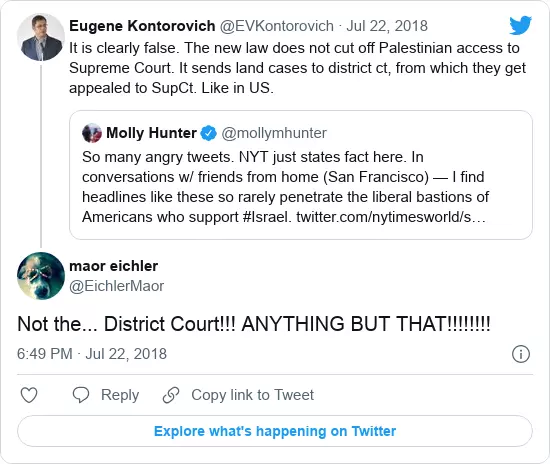 Eugene Kontorovich @EVKontorovich · Jul 22, 2018
It is clearly false. The new law does not cut off Palestinian access to
Supreme Court. It sends land cases to district ct, from which they get
appealed to SupCt. Like in US.
Molly Hunter @mollymhunter
So many angry tweets. NYT just states fact here. In
conversations w/ friends from home (San Francisco) — I find
headlines like these so rarely penetrate the liberal bastions of
Americans who support #Israel. twitter.com/nytimesworld/s…
maor eichler
@EichlerMaor
Not the... District Court!!! ANYTHING BUT THAT!!!!!!!!
6:49 PM · Jul 22, 2018
Reply Copy link to Tweet
Explore what's happening on Twitter